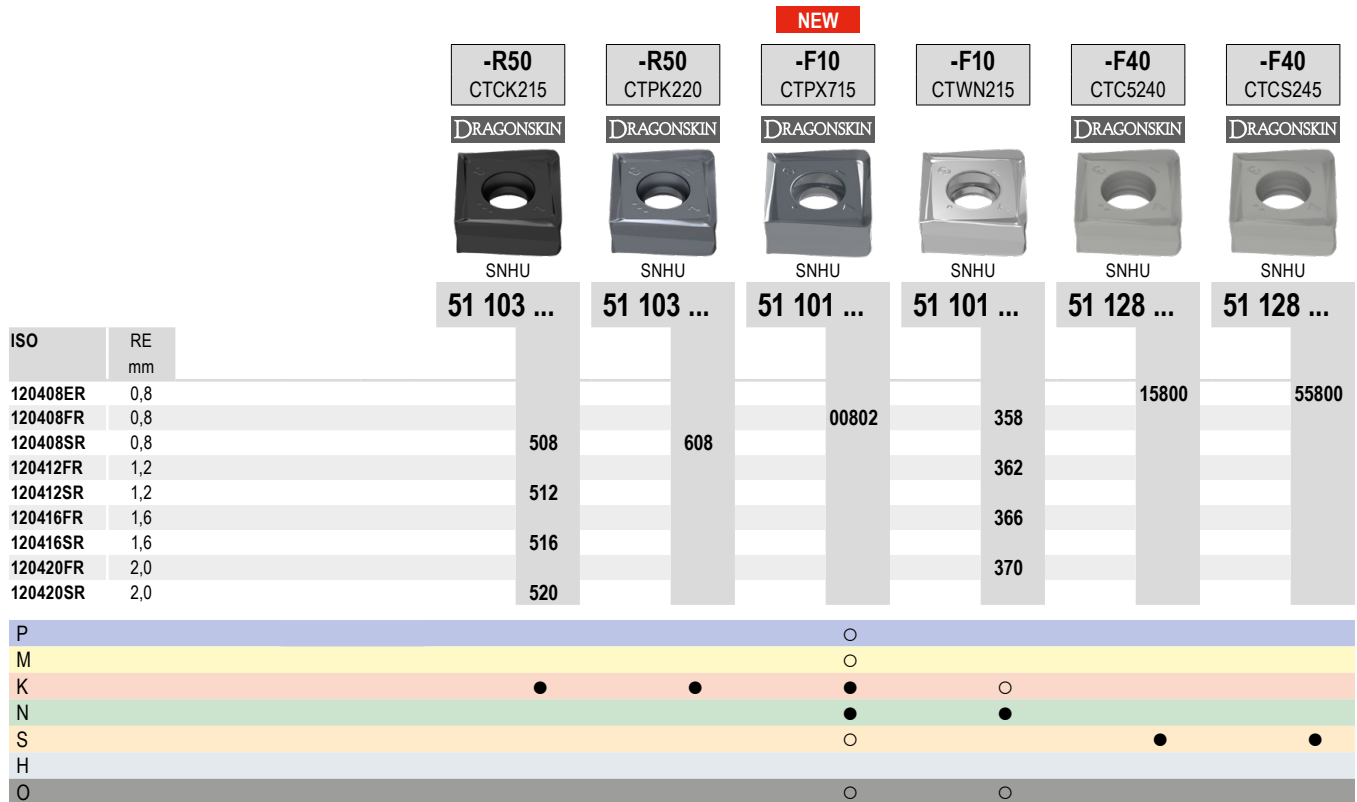 NEW
-R50 -R50 -F10 -F10 -F40 -F40
CTCK215 CTPK220 CTPX715 CTWN215 CTC5240 CTCS245
DRAGONSKIN DRAGONSKIN DRAGONSKIN DRAGONSKIN DRAGONSKIN
SNHU SNHU SNHU SNHU SNHU SNHU
51 103 ... 51 103 ... 51 101 ... 51 101 ... 51 128 ... 51 128 ...
ISO RE
mm
120408ER 0,8 15800 55800
120408FR 0,8 00802 358
120408SR 0,8 508 608
120412FR 1,2 362
120412SR 1,2 512
120416FR 1,6 366
120416SR 1,6 516
120420FR 2,0 370
120420SR 2,0 520
P ○
M ○
K ● ● ● ○
N ● ●
S ○ ● ●
H
O ○ ○